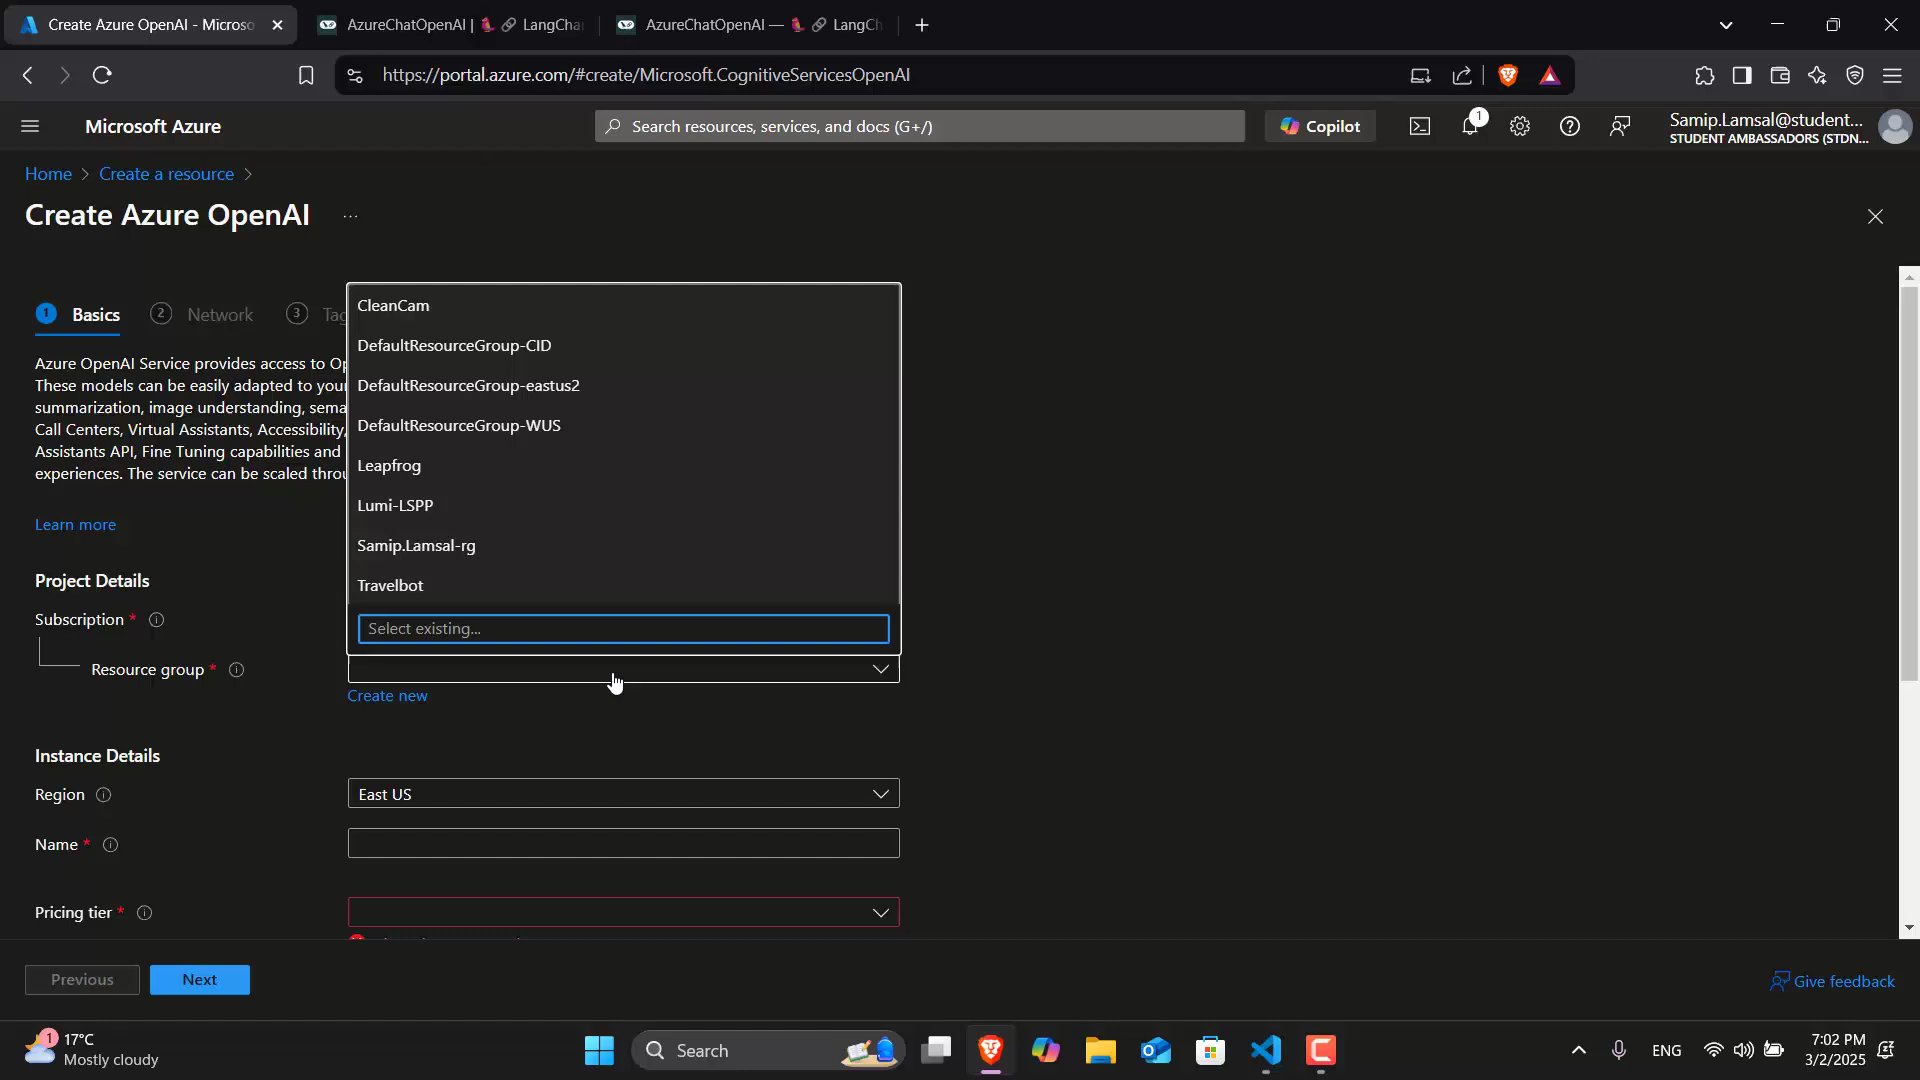 Create Azure OpenAI - Microso
AzureChatOpenAI | 🦜 🔗 LangChai
AzureChatOpenAI — 🦜 🔗 LangCh
https://portal.azure.com/#create/Microsoft.CognitiveServicesOpenAI
Microsoft Azure
Search resources, services, and docs (G+/)
Copilot
1
Samip.Lamsal@student...
STUDENT AMBASSADORS (STDN...
Home > Create a resource >
Create Azure OpenAI ...
1 Basics
2 Network
3 Tag
Azure OpenAI Service provides access to Op
These models can be easily adapted to your
summarization, image understanding, sema
Call Centers, Virtual Assistants, Accessibility,
Assistants API, Fine Tuning capabilities and
experiences. The service can be scaled throu
Learn more
CleanCam
DefaultResourceGroup-CID
DefaultResourceGroup-eastus2
DefaultResourceGroup-WUS
Leapfrog
Lumi-LSPP
Samip.Lamsal-rg
Travelbot
Select existing...
Project Details
Subscription *
Resource group *
Create new
Instance Details
Region
East US
Name *
Pricing tier *
Previous
Next
Give feedback
1
17°C
Mostly cloudy
Search
ENG
7:02 PM
3/2/2025